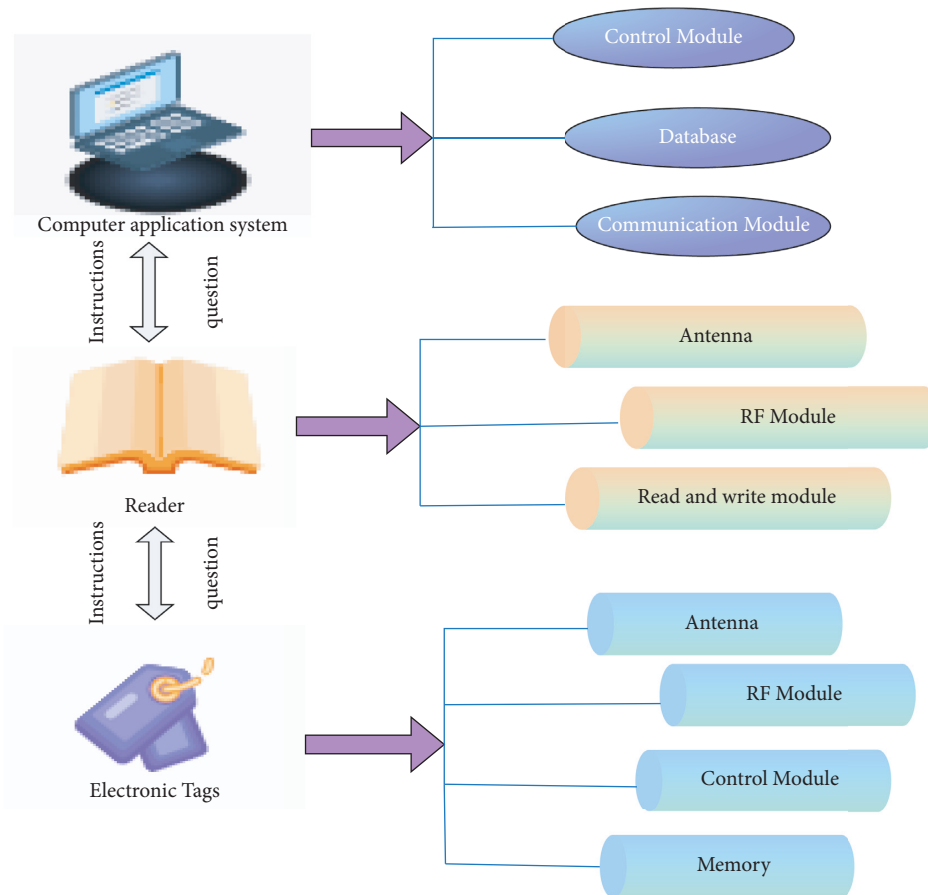 Control Module
Database
Communication Module
Computer application system
Instructions
question
Antenna
RF Module
Read and write module
Reader
Instructions
question
Antenna
RF Module
Control Module
Memory
Electronic Tags